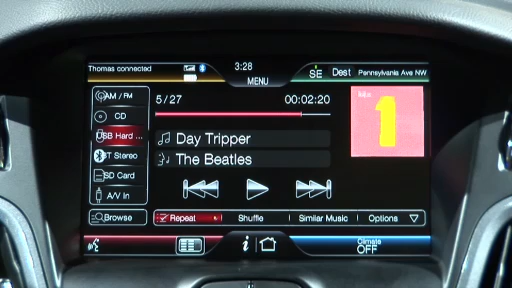 Thomas connected
3:28
MENU
SE Dest Pennsylvania Ave NW
AM / FM
CD
USB Hard ...
BT Stereo
SD Card
A/V In
Browse
5/27
00:02:20
Day Tripper
The Beatles
1
Repeat
Shuffle
Similar Music
Options
i
Climate
OFF